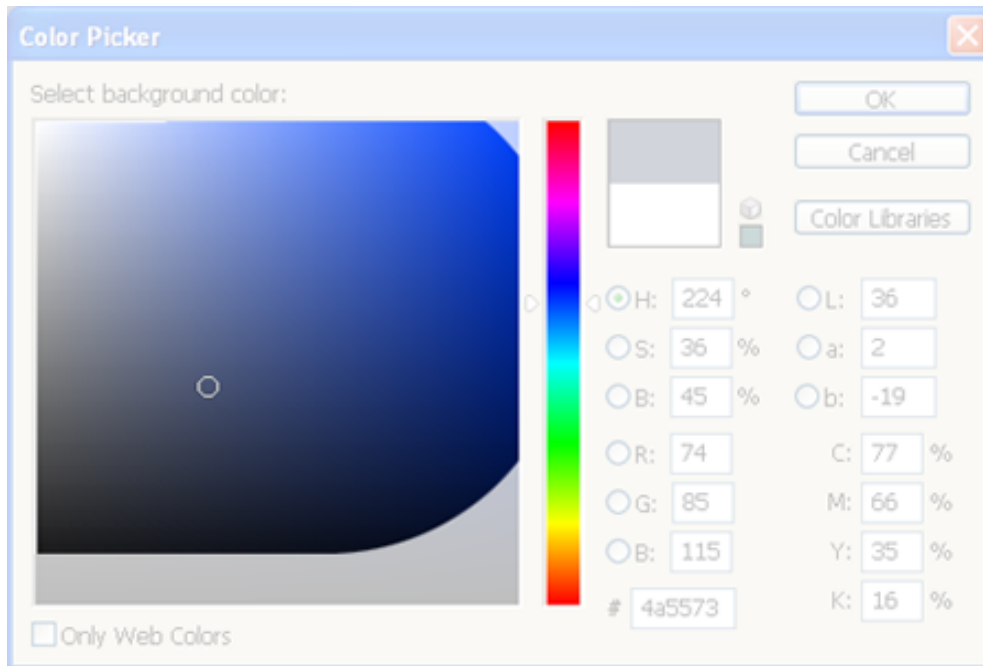 Color Picker
Select background color:
OK
Cancel
Color Libraries
H: 224 °
L: 36
S: 36 %
a: 2
B: 45 %
b: -19
R: 74
C: 77 %
G: 85
M: 66 %
B: 115
Y: 35 %
# 4a5573
K: 16 %
Only Web Colors